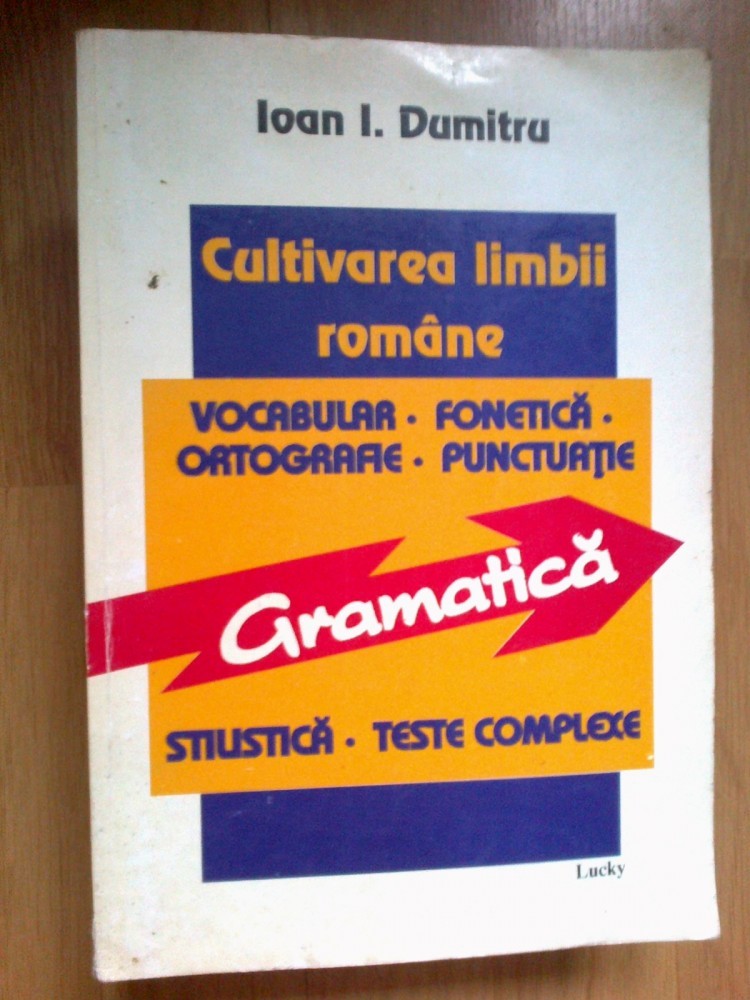 Ioan I. Dumitru
Cultivarea limbii
române
VOCABULAR • FONETICĂ •
ORTOGRAFIE • PUNCTUAȚIE
Gramatică
STILISTICĂ • TESTE COMPLEXE
Lucky